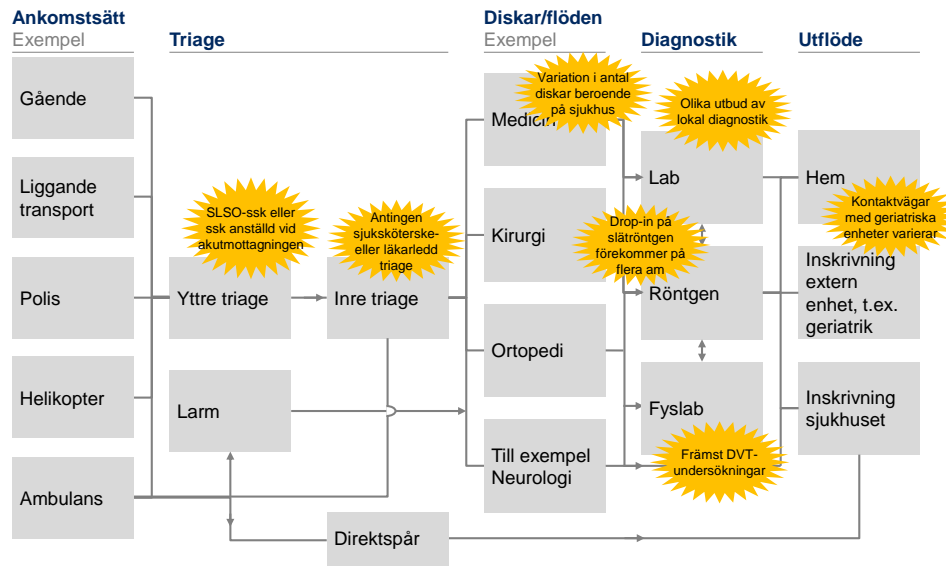 Ankomstsätt
Exempel
Triage
Diskar/flöden
Exempel
Diagnostik
Utflöde
Gående
Liggande
transport
Polis
Helikopter
Ambulans
SLSO-ssk eller
ssk anställd vid
akutmottagningen
Yttre triage
Larm
Antingen
sjuksköterske-
eller läkarledd
triage
Inre triage
Direktspår
Variation i antal
diskar beroende
på sjukhus
Medicin
Kirurgi
Ortopedi
Till exempel
Neurologi
Olika utbud av
lokal diagnostik
Lab
Drop-in på
slätröntgen
förekommer på
flera am
Röntgen
Fyslab
Främst DVT-
undersökningar
Hem
Kontaktvägar
med geriatriska
enheter varierar
Inskrivning
extern
enhet, t.ex.
geriatrik
Inskrivning
sjukhuset